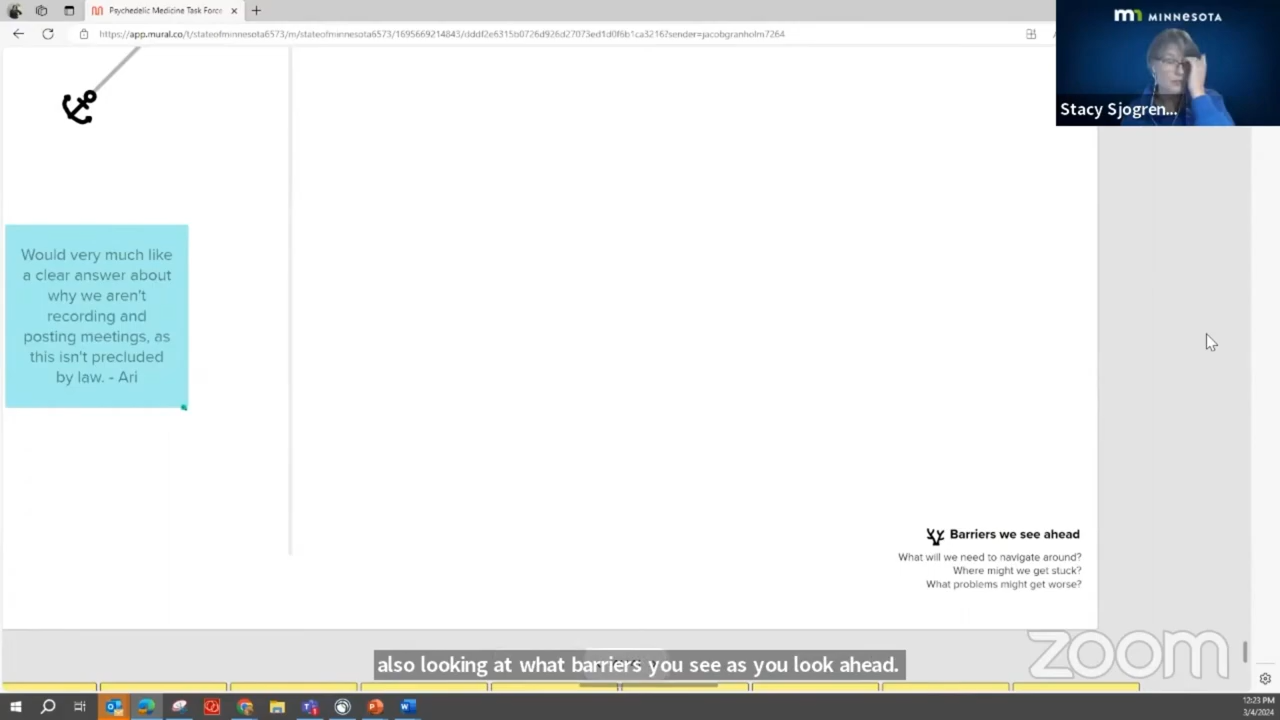 Psychedelic Medicine Task Force
https://app.mural.co/t/stateofminnesota6573/m/stateofminnesota6573/1695669214843/dddf2e6315b0726d926d27073ed1d0f6b1ca3216?sender=jacobgranholm7264
MINNESOTA
Stacy Sjogren...
Would very much like
a clear answer about
why we aren't
recording and
posting meetings, as
this isn't precluded
by law. - Ari
Barriers we see ahead
What will we need to navigate around?
Where might we get stuck?
What problems might get worse?
zoom
also looking at what barriers you see as you look ahead.
12:23 PM
3/4/2024